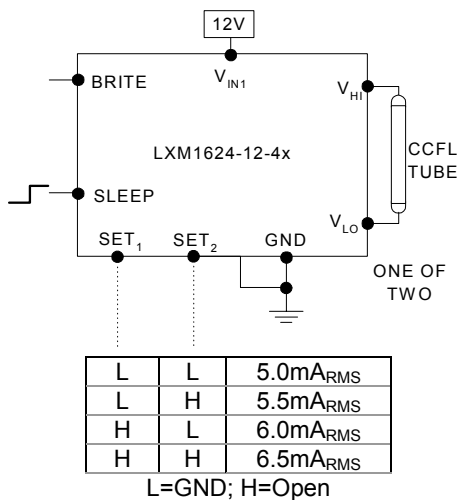 12V
V_IN1
BRITE
V_HI
LXM1624-12-4x
CCFL
TUBE
SLEEP
V_LO
SET_1 SET_2 GND
ONE OF
TWO
L L 5.0mA_RMS
L H 5.5mA_RMS
H L 6.0mA_RMS
H H 6.5mA_RMS
L=GND; H=Open